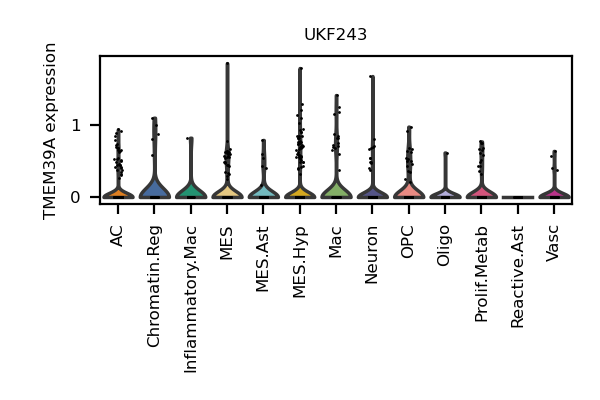 UKF243
TMEM39A expression
1
0
AC
Chromatin.Reg
Inflammatory.Mac
MES
MES.Ast
MES.Hyp
Mac
Neuron
OPC
Oligo
Prolif.Metab
Reactive.Ast
Vasc